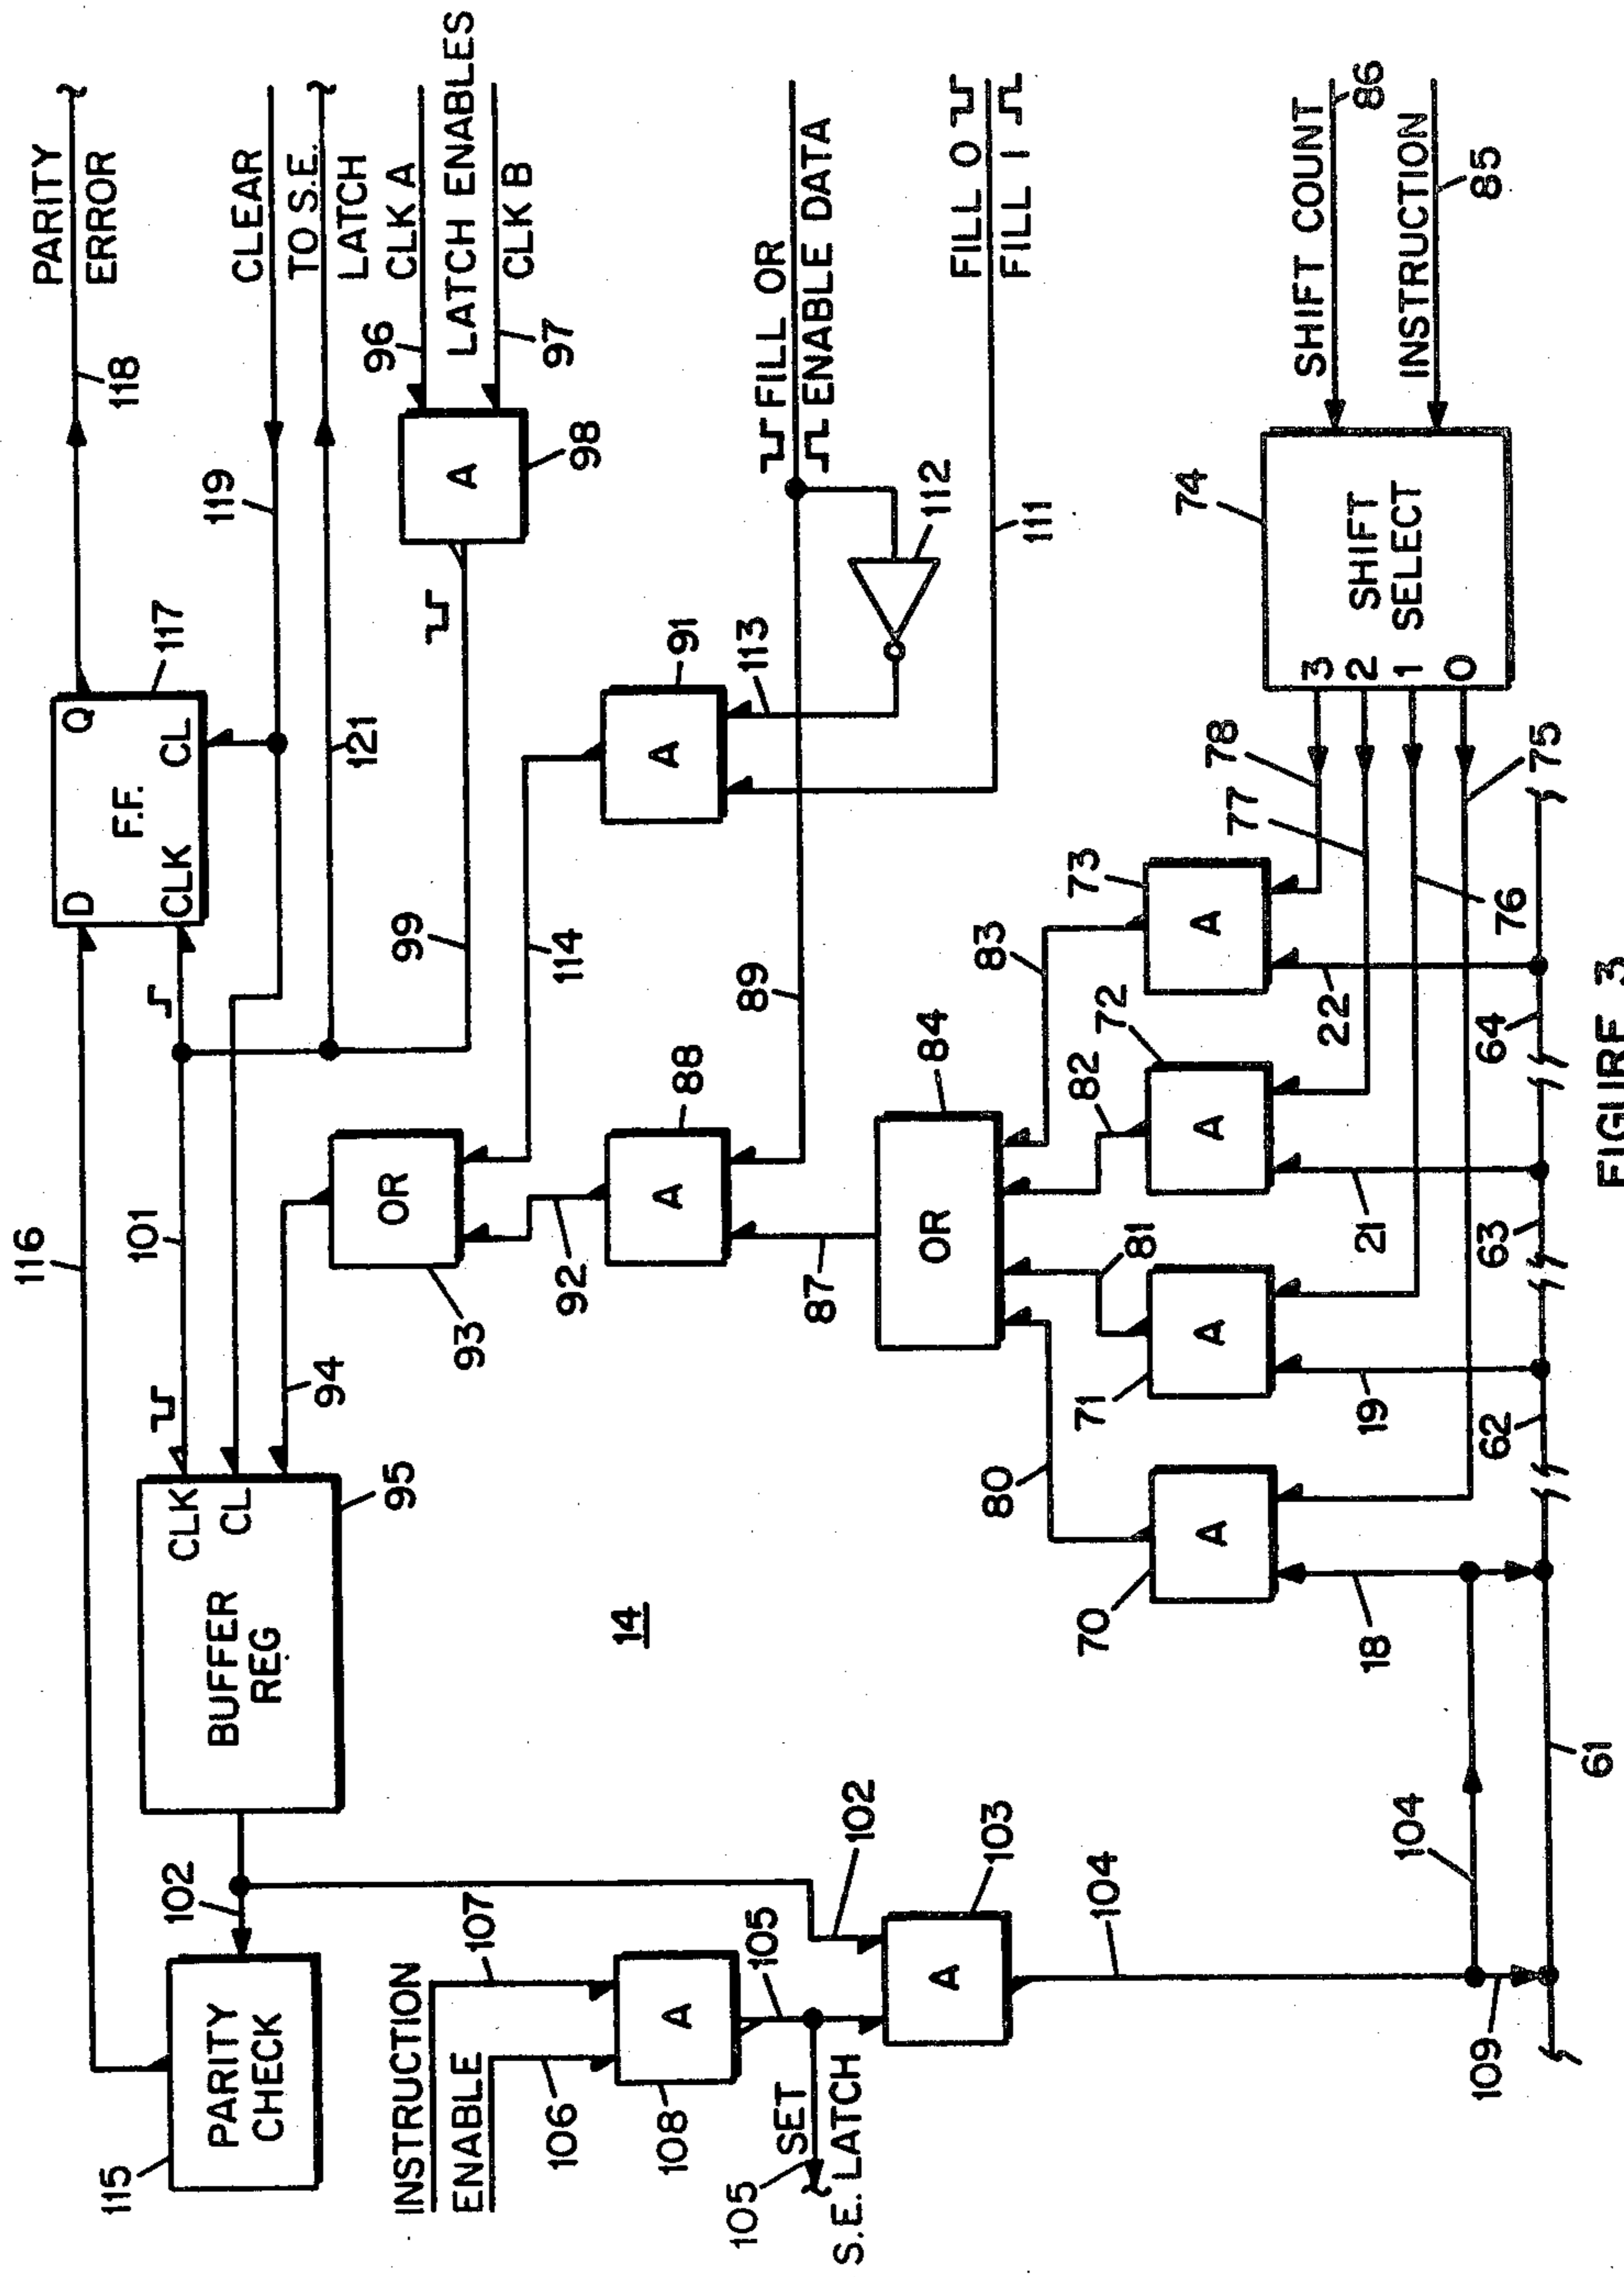 116
101
119
118
PARITY
ERROR
D
Q
F.F.
CLK
CL
117
CLEAR
TO S.E.
LATCH
121
CLK A
LATCH ENABLES
CLK B
96
97
A
98
99
102
PARITY
CHECK
115
BUFFER
REG
CLK
CL
95
94
OR
93
114
A
91
113
112
FILL OR
ENABLE DATA
FILL 0
FILL 1
111
INSTRUCTION
ENABLE
107
106
A
108
105
105
SET
S.E. LATCH
102
A
103
104
104
109
14
92
A
88
89
87
OR
84
80
81
82
83
A
70
A
71
A
72
A
73
18
19
21
22
78
77
76
75
74
3
2
1
0
SHIFT
SELECT
SHIFT COUNT
86
INSTRUCTION
85
61
62
63
64
FIGURE 3